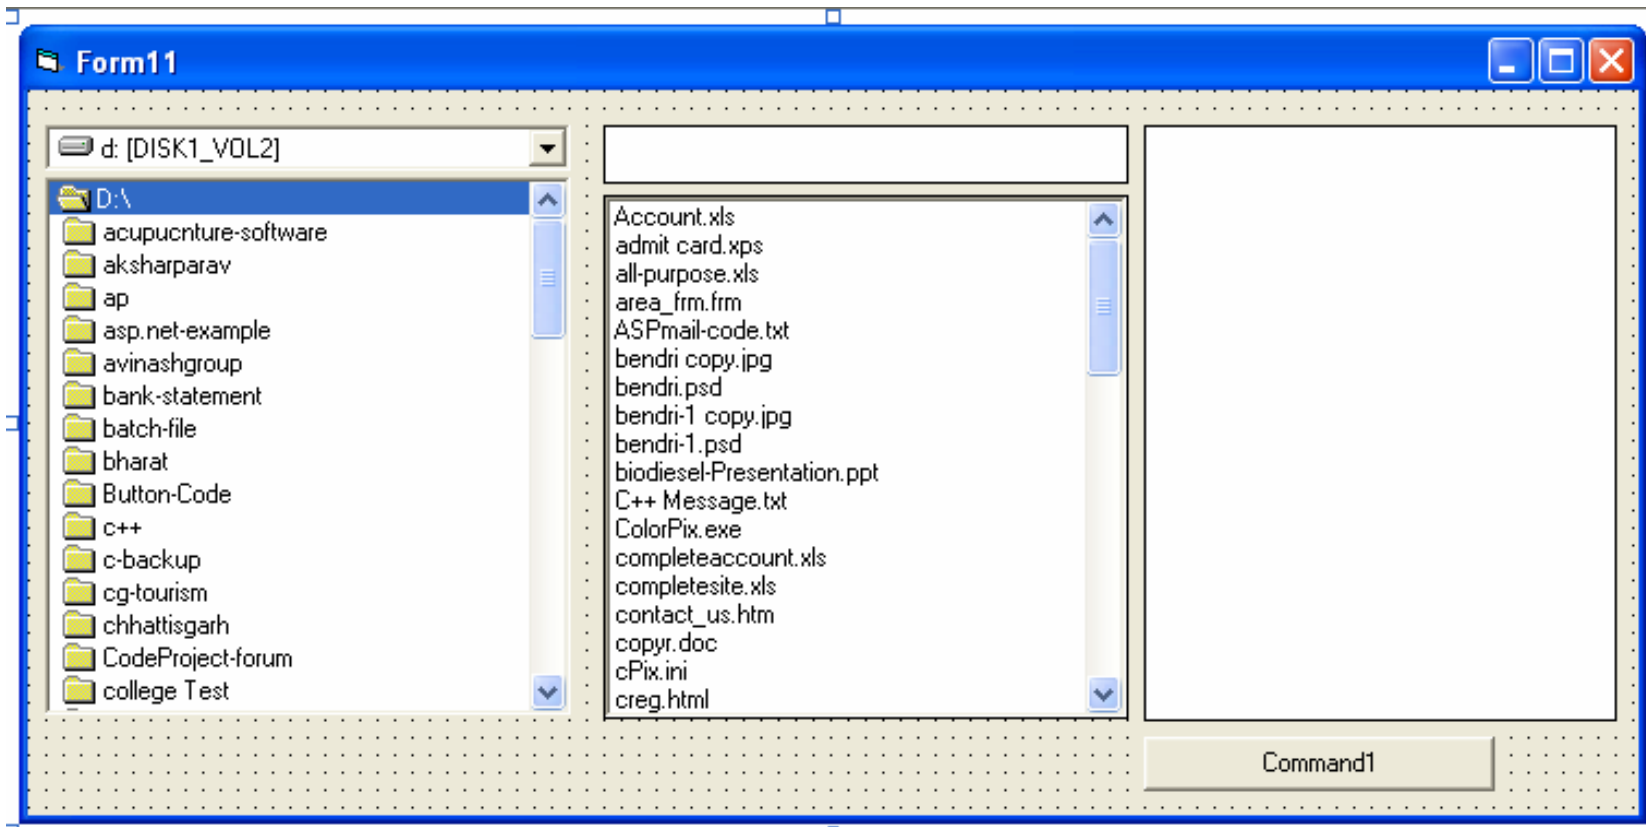 Form11
d: [DISK1_VOL2]
D:\
acupucnture-software
aksharparav
ap
asp.net-example
avinashgroup
bank-statement
batch-file
bharat
Button-Code
c++
c-backup
cg-tourism
chhattisgarh
CodeProject-forum
college Test
Account.xls
admit card.xps
all-purpose.xls
area_frm.frm
ASPmail-code.txt
bendri copy.jpg
bendri.psd
bendri-1 copy.jpg
bendri-1.psd
biodiesel-Presentation.ppt
C++ Message.txt
ColorPix.exe
completeaccount.xls
completesite.xls
contact_us.htm
copyr.doc
cPix.ini
creg.html
Command1